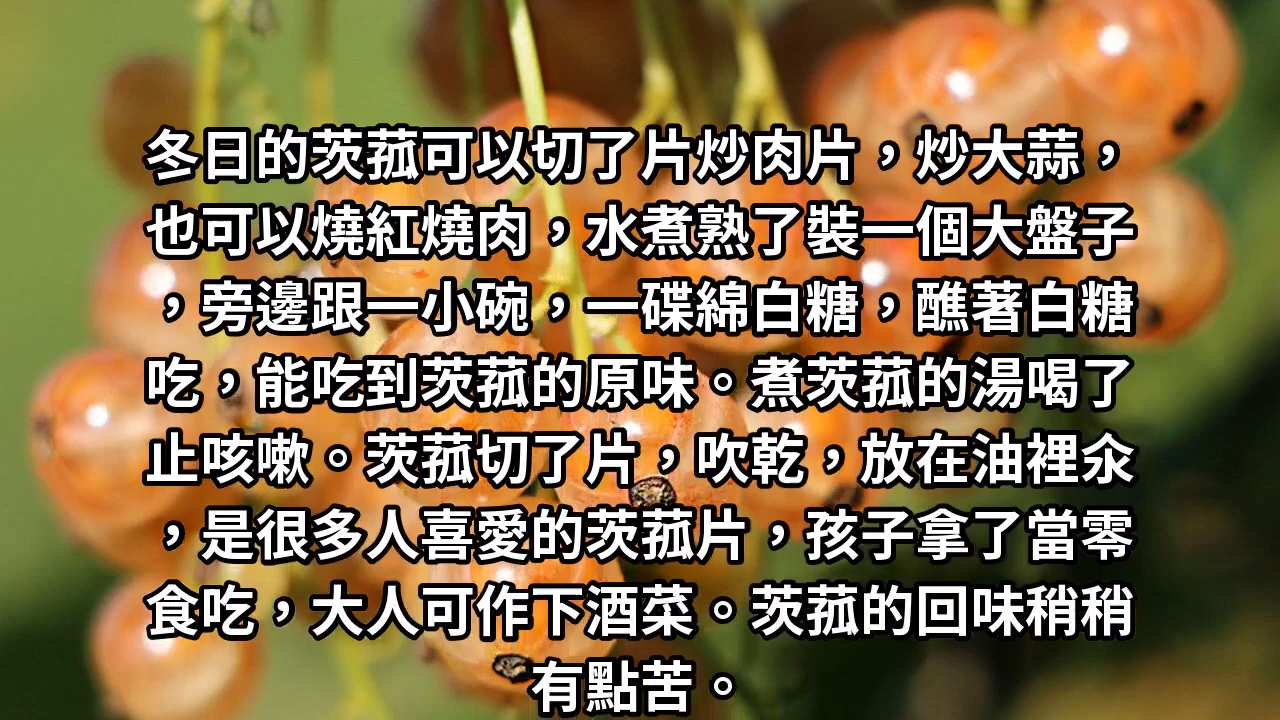 冬日的茨菰可以切了片炒肉片，炒大蒜，
也可以燒紅燒肉，水煮熟了裝一個大盤子
，旁邊跟一小碗，一碟綿白糖，醮著白糖
吃，能吃到茨菰的原味。煮茨菰的湯喝了
止咳嗽。茨菰切了片，吹乾，放在油裡汆
，是很多人喜愛的茨菰片，孩子拿了當零
食吃，大人可作下酒菜。茨菰的回味稍稍
有點苦。